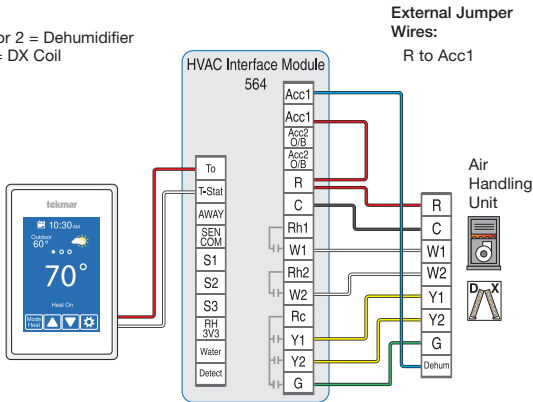 External Jumper
Wires:
R to Acc1
or 2 = Dehumidifier
= DX Coil
HVAC Interface Module
564
Acc1
Acc1
Acc2
O/B
Acc2
O/B
R
C
Rh1
W1
Rh2
W2
Rc
Y1
Y2
G
To
T-Stat
AWAY
SEN
COM
S1
S2
S3
RH
3V3
Water
Detect
tekmar
10:30 AM
Outdoor
60°
70°
Heat On
Mode
Heat
Air
Handling
Unit
R
C
W1
W2
Y1
Y2
G
Dehum
D X